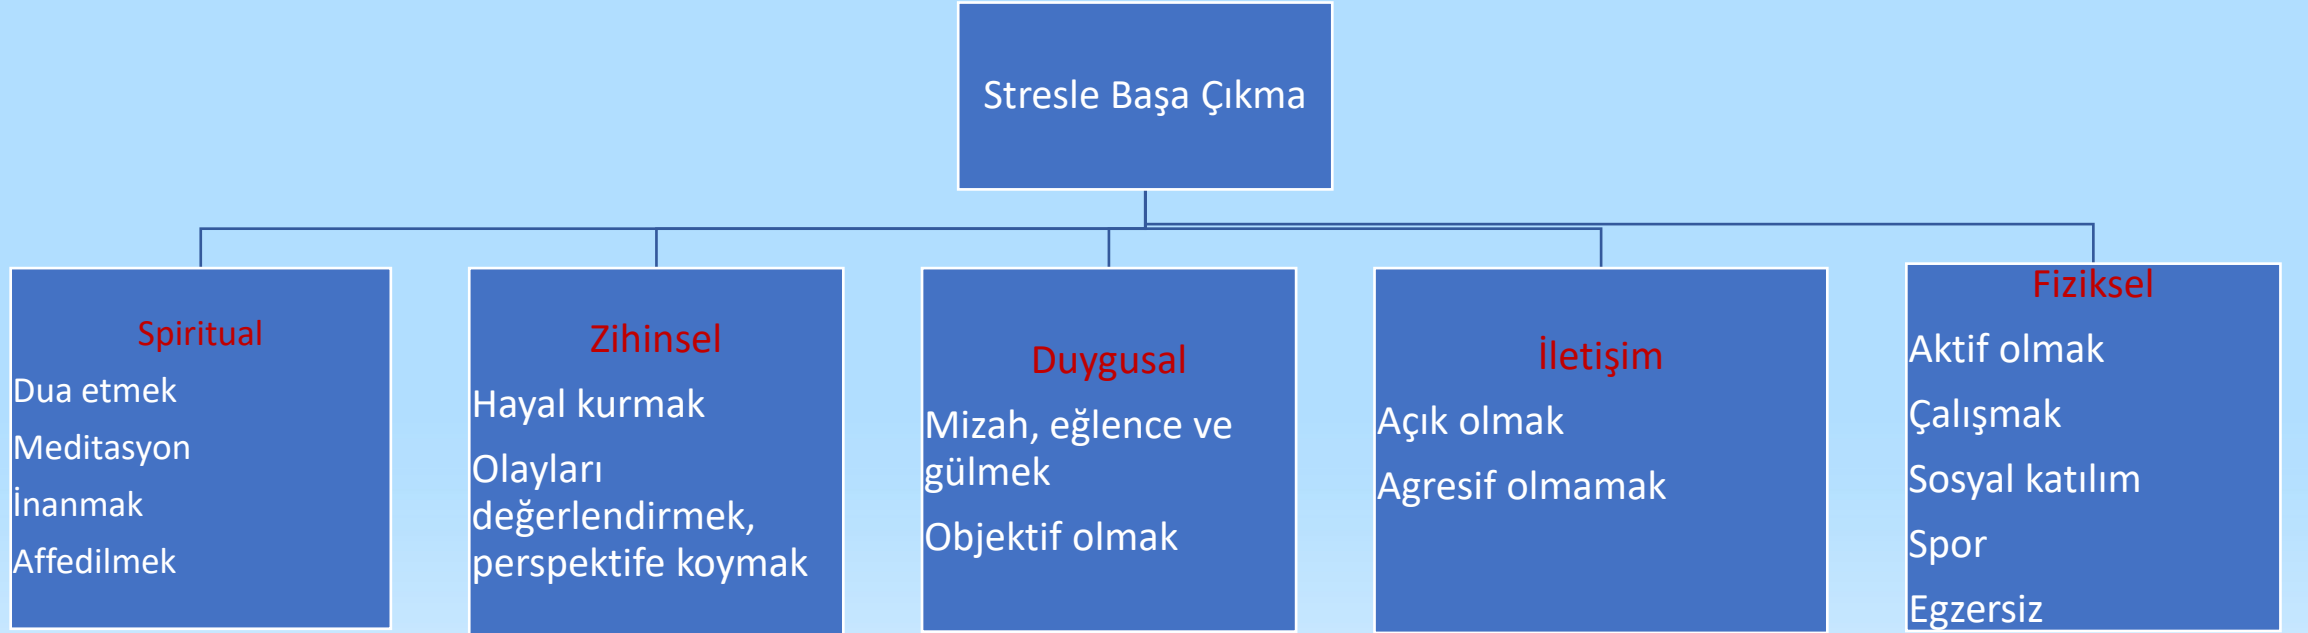 Stresle Başa Çıkma
Spiritual
Dua etmek
Meditasyon
İnanmak
Affedilmek
Zihinsel
Hayal kurmak
Olayları
değerlendirmek,
perspektife koymak
Duygusal
Mizah, eğlence ve
gülmek
Objektif olmak
İletişim
Açık olmak
Agresif olmamak
Fiziksel
Aktif olmak
Çalışmak
Sosyal katılım
Spor
Egzersiz